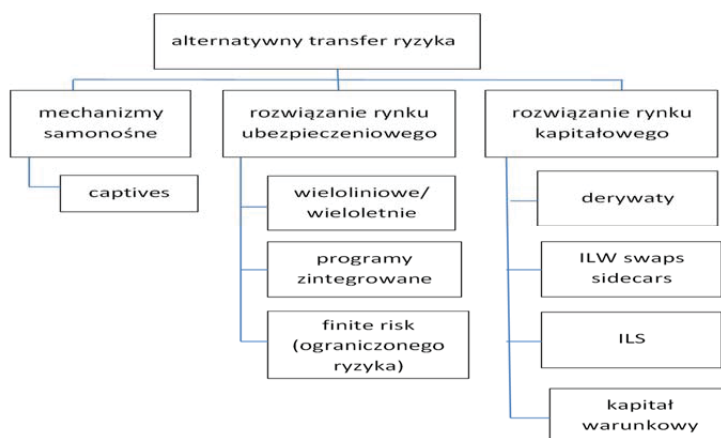 alternatywny transfer ryzyka
mechanizmy
samonośne
rozwiązanie rynku
ubezpieczeniowego
rozwiązanie rynku
kapitałowego
captives
wieloliniowe/
wieloletnie
programy
zintegrowane
finite risk
(ograniczonego
ryzyka)
derywaty
ILW swaps
sidecars
ILS
kapitał
warunkowy